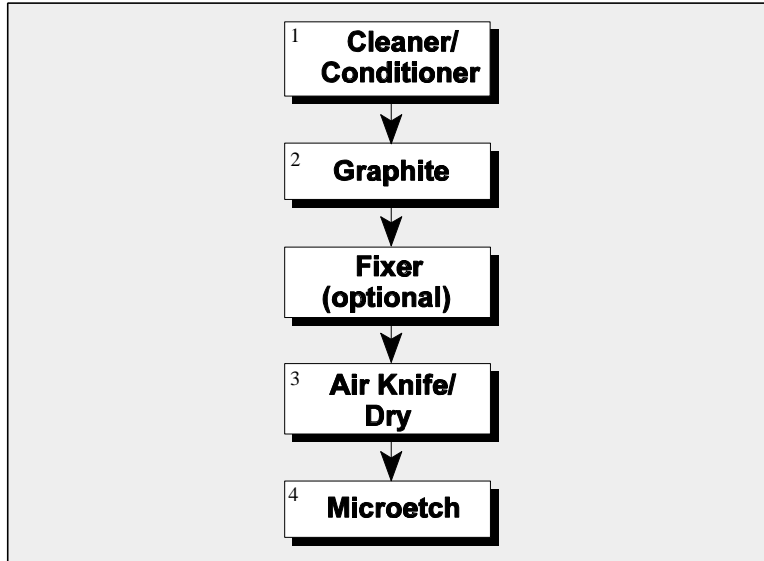 1
Cleaner/
Conditioner
2
Graphite
Fixer
(optional)
3
Air Knife/
Dry
4
Microetch